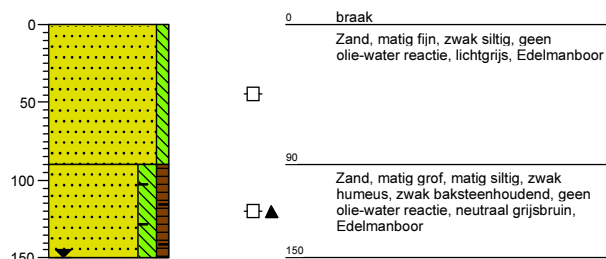 0
50
100
150
0 braak
Zand, matig fijn, zwak siltig, geen
olie-water reactie, lichtgrijs, Edelmanboor
90
Zand, matig grof, matig siltig, zwak
humeus, zwak baksteenhoudend, geen
olie-water reactie, neutraal grijsbruin,
Edelmanboor
150